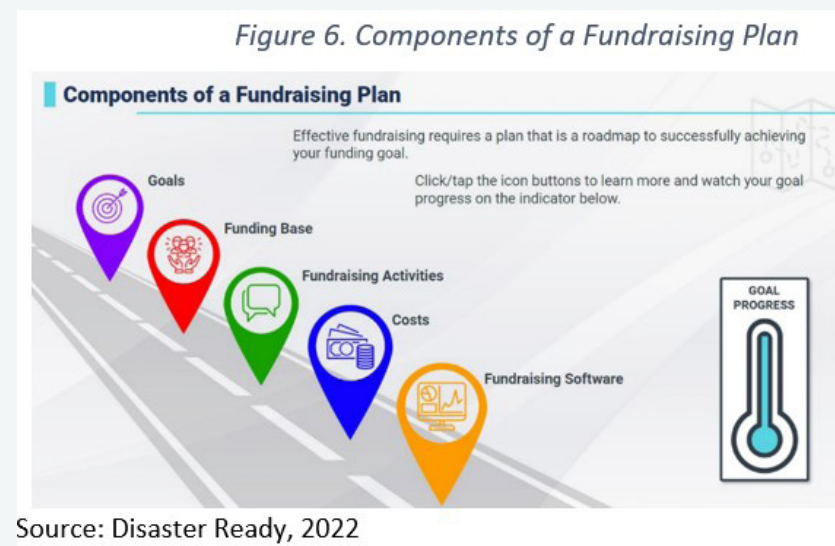 Figure 6. Components of a Fundraising Plan
Components of a Fundraising Plan
Effective fundraising requires a plan that is a roadmap to successfully achieving
your funding goal.
Click/tap the icon buttons to learn more and watch your goal
progress on the indicator below.
Goals
Funding Base
Fundraising Activities
Costs
Fundraising Software
GOAL
PROGRESS
Source: Disaster Ready, 2022